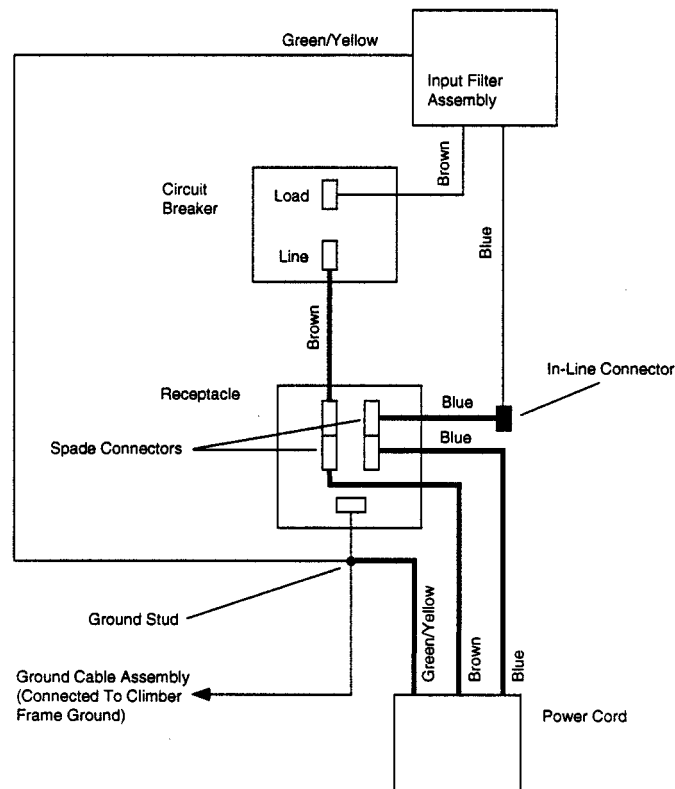 Green/Yellow
Input Filter
Assembly
Brown
Circuit
Breaker
Load
Line
Blue
Brown
In-Line Connector
Receptacle
Blue
Blue
Spade Connectors
Ground Stud
Green/Yellow
Brown
Blue
Ground Cable Assembly
(Connected To Climber
Frame Ground)
Power Cord